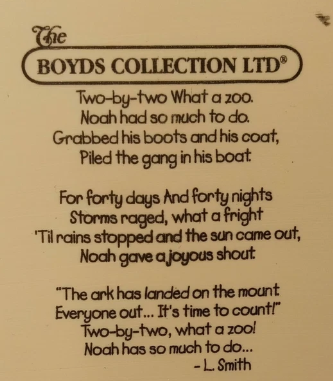 The
BOYDS COLLECTION LTD®
Two-by-two What a zoo.
Noah had so much to do.
Grabbed his boots and his coat,
Piled the gang in his boat
For forty days And forty nights
Storms raged, what a fright
'Til rains stopped and the sun came out,
Noah gave a joyous shout
"The ark has landed on the mount
Everyone out... It's time to count!"
Two-by-two, what a zoo!
Noah has so much to do...
- L. Smith